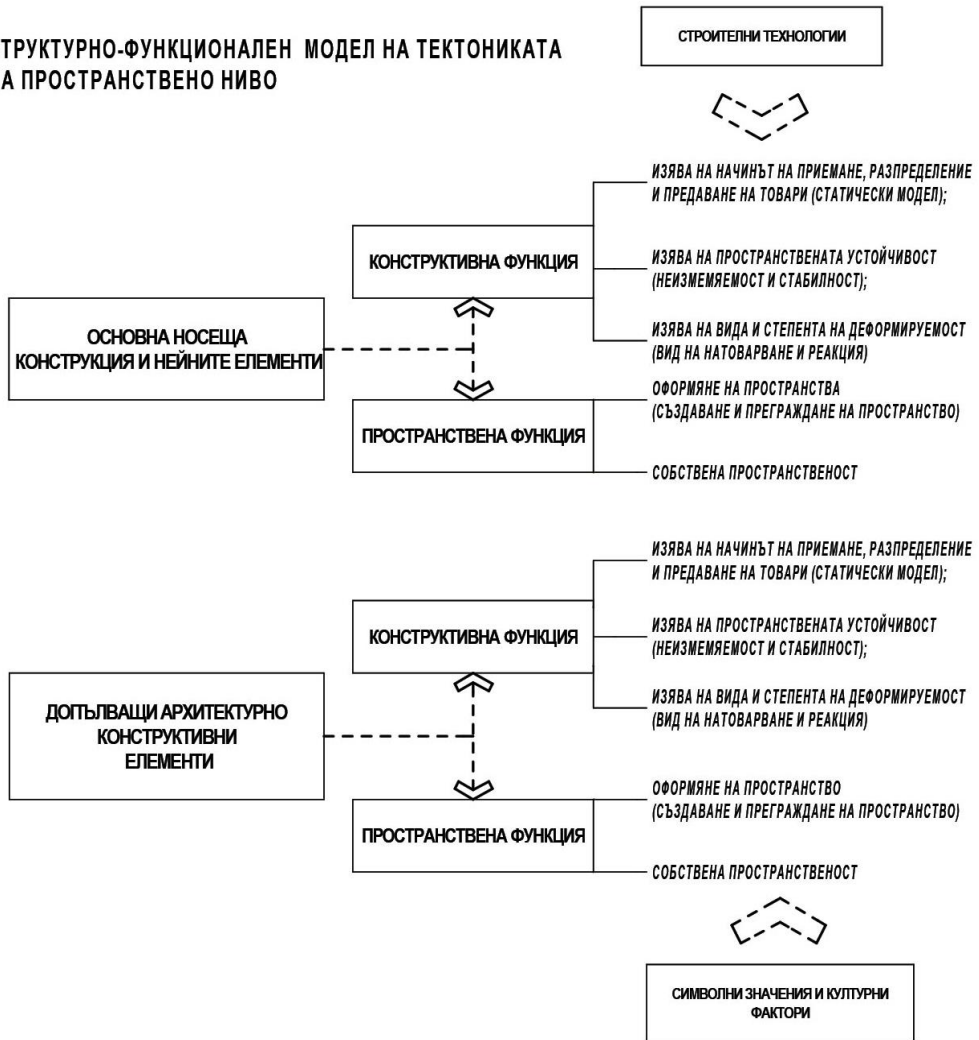 ТРУКТУРНО-ФУНКЦИОНАЛЕН МОДЕЛ НА ТЕКТОНИКАТА
А ПРОСТРАНСТВЕНО НИВО
СТРОИТЕЛНИ ТЕХНОЛОГИИ
ИЗЯВА НА НАЧИНЪТ НА ПРИЕМАНЕ, РАЗПРЕДЕЛЕНИЕ
И ПРЕДАВАНЕ НА ТОВАРИ (СТАТИЧЕСКИ МОДЕЛ);
КОНСТРУКТИВНА ФУНКЦИЯ
ИЗЯВА НА ПРОСТРАНСТВЕНАТА УСТОЙЧИВОСТ
(НЕИЗМЕМЯЕМОСТ И СТАБИЛНОСТ);
ИЗЯВА НА ВИДА И СТЕПЕНТА НА ДЕФОРМИРУЕМОСТ
(ВИД НА НАТОВАРВАНЕ И РЕАКЦИЯ)
ОСНОВНА НОСЕЩА
КОНСТРУКЦИЯ И НЕЙНИТЕ ЕЛЕМЕНТИ
ОФОРМЯНЕ НА ПРОСТРАНСТВА
(СЪЗДАВАНЕ И ПРЕГРАЖДАНЕ НА ПРОСТРАНСТВО)
ПРОСТРАНСТВЕНА ФУНКЦИЯ
СОБСТВЕНА ПРОСТРАНСТВЕНОСТ
ИЗЯВА НА НАЧИНЪТ НА ПРИЕМАНЕ, РАЗПРЕДЕЛЕНИЕ
И ПРЕДАВАНЕ НА ТОВАРИ (СТАТИЧЕСКИ МОДЕЛ);
КОНСТРУКТИВНА ФУНКЦИЯ
ИЗЯВА НА ПРОСТРАНСТВЕНАТА УСТОЙЧИВОСТ
(НЕИЗМЕМЯЕМОСТ И СТАБИЛНОСТ);
ИЗЯВА НА ВИДА И СТЕПЕНТА НА ДЕФОРМИРУЕМОСТ
(ВИД НА НАТОВАРВАНЕ И РЕАКЦИЯ)
ДОПЪЛВАЩИ АРХИТЕКТУРНО
КОНСТРУКТИВНИ
ЕЛЕМЕНТИ
ОФОРМЯНЕ НА ПРОСТРАНСТВО
(СЪЗДАВАНЕ И ПРЕГРАЖДАНЕ НА ПРОСТРАНСТВО)
ПРОСТРАНСТВЕНА ФУНКЦИЯ
СОБСТВЕНА ПРОСТРАНСТВЕНОСТ
СИМВОЛНИ ЗНАЧЕНИЯ И КУЛТУРНИ
ФАКТОРИ